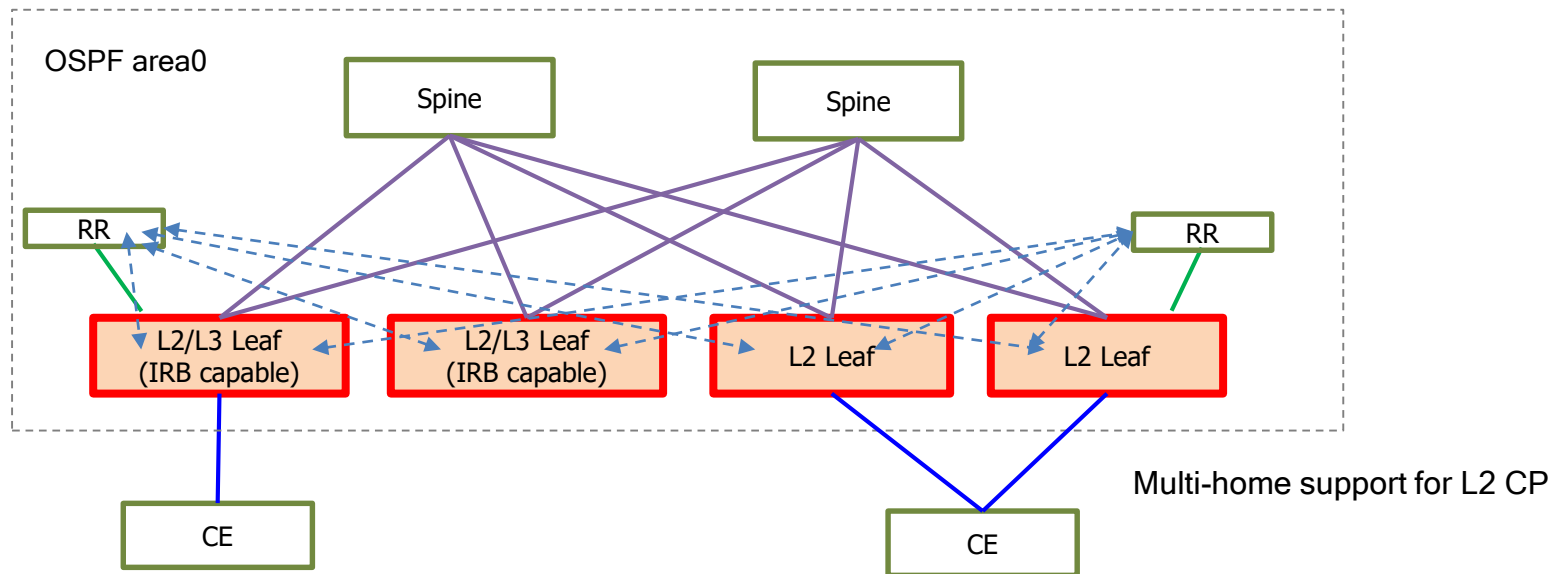 OSPF area0
Spine
Spine
RR
RR
L2/L3 Leaf
(IRB capable)
L2/L3 Leaf
(IRB capable)
L2 Leaf
L2 Leaf
Multi-home support for L2 CP
CE
CE